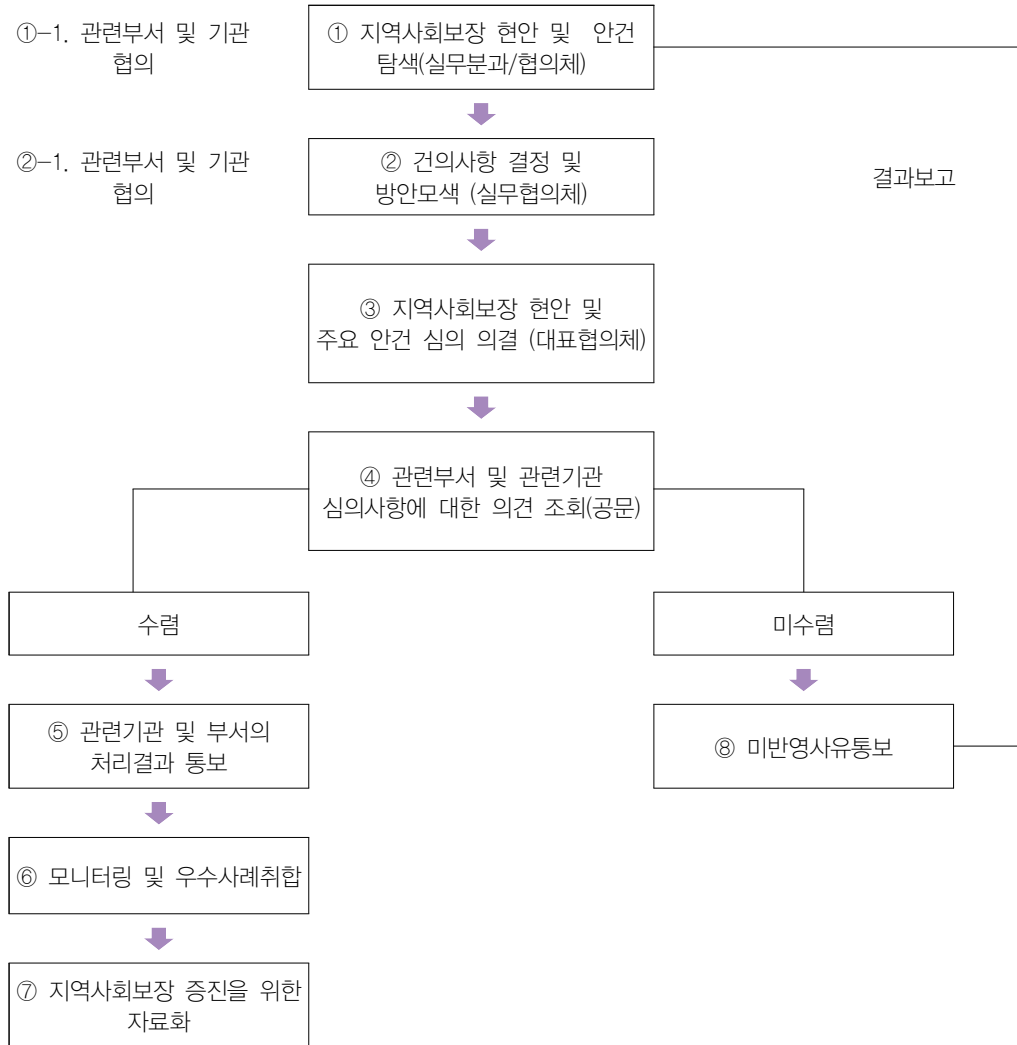 ①-1. 관련부서 및 기관
협의
① 지역사회보장 현안 및 안건
탐색(실무분과/협의체)
②-1. 관련부서 및 기관
협의
② 건의사항 결정 및
방안모색 (실무협의체)
결과보고
③ 지역사회보장 현안 및
주요 안건 심의 의결 (대표협의체)
④ 관련부서 및 관련기관
심의사항에 대한 의견 조회(공문)
수렴
미수렴
⑤ 관련기관 및 부서의
처리결과 통보
⑧ 미반영사유통보
⑥ 모니터링 및 우수사례취합
⑦ 지역사회보장 증진을 위한
자료화